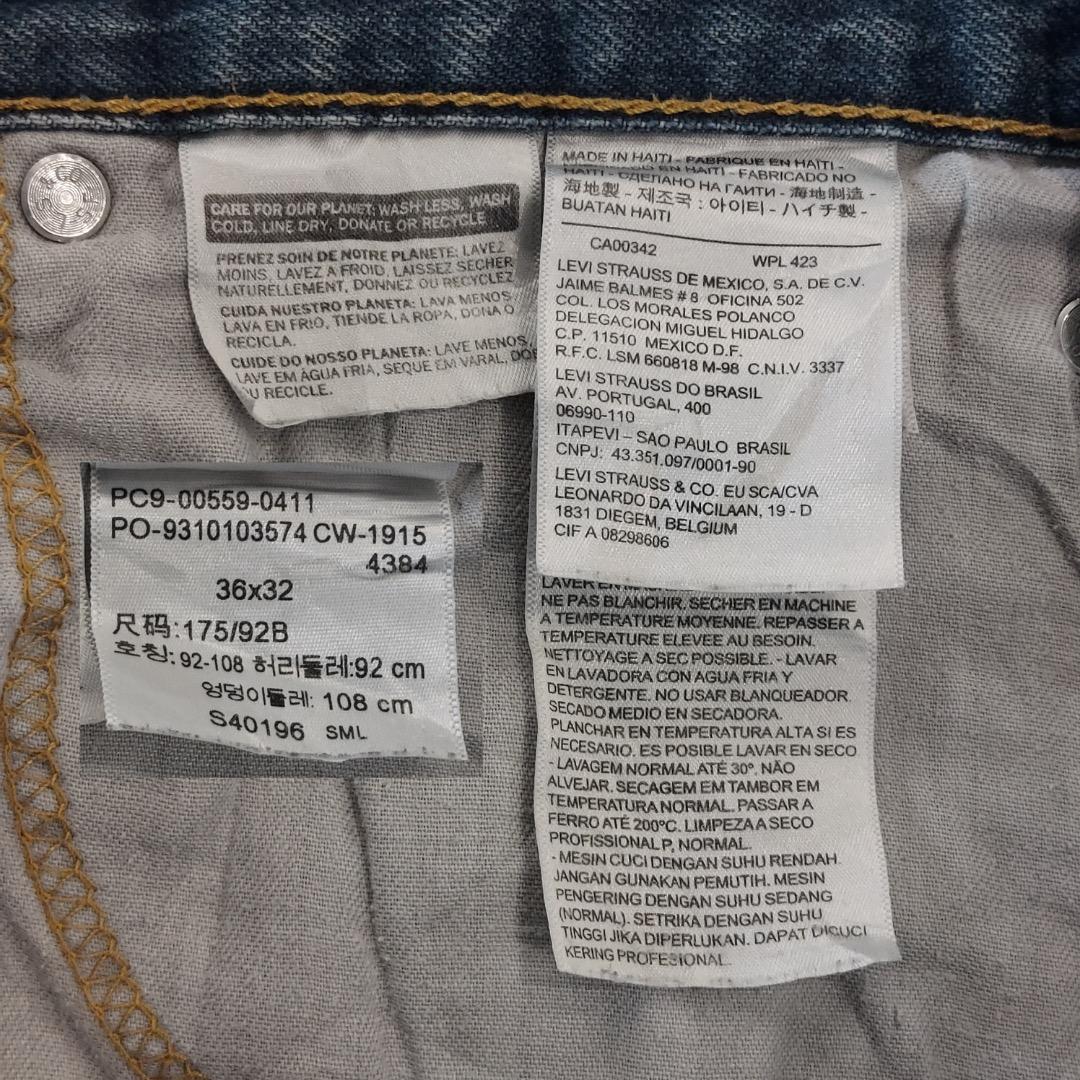 CARE FOR OUR PLANET: WASH LESS, WASH
COLD, LINE DRY, DONATE OR RECYCLE
PRENEZ SOIN DE NOTRE PLANETE: LAVEZ
MOINS, LAVEZ A FROID, LAISSEZ SECHER
NATURELLEMENT, DONNEZ OU RECYCLEZ
CUIDA NUESTRO PLANETA: LAVA MENOS
LAVA EN FRIO, TIENDE LA ROPA, DONA O
RECICLA.
CUIDE DO NOSSO PLANETA: LAVE MENOS,
LAVE EM ÁGUA FRIA, SEQUE EM VARAL,
OU RECICLE.
PC9-00559-0411
PO-9310103574 CW-1915
4384
36x32
尺码:175/92B
호칭:92-108 허리둘레:92 cm
엉덩이둘레: 108 cm
S40196 SML
MADE IN HAITI - FABRIQUE EN HAITI -
EN HAITI - FABRICADO NO
HAITI - СДЕЛАНО НА ГАИТИ - 海地制造 -
海地製 - 제조국 : 아이티 - ハイチ製 -
BUATAN HAITI
CA00342 WPL 423
LEVI STRAUSS DE MEXICO, S.A. DE C.V.
JAIME BALMES # 8 OFICINA 502
COL. LOS MORALES POLANCO
DELEGACION MIGUEL HIDALGO
C.P. 11510 MEXICO D.F.
R.F.C. LSM 660818 M-98 C.N.I.V. 3337
LEVI STRAUSS DO BRASIL
AV. PORTUGAL, 400
06990-110
ITAPEVI – SAO PAULO BRASIL
CNPJ: 43.351.097/0001-90
LEVI STRAUSS & CO. EU SCA/CVA
LEONARDO DA VINCILAAN, 19 - D
1831 DIEGEM, BELGIUM
CIF A 08298606
LAVER EN
NE PAS BLANCHIR. SECHER EN MACHINE
A TEMPERATURE MOYENNE. REPASSER A
TEMPERATURE ELEVEE AU BESOIN.
NETTOYAGE A SEC POSSIBLE. - LAVAR
EN LAVADORA CON AGUA FRIA Y
DETERGENTE. NO USAR BLANQUEADOR.
SECADO MEDIO EN SECADORA.
PLANCHAR EN TEMPERATURA ALTA SI ES
NECESARIO. ES POSIBLE LAVAR EN SECO
- LAVAGEM NORMAL ATÉ 30º. NÃO
ALVEJAR. SECAGEM EM TAMBOR EM
TEMPERATURA NORMAL. PASSAR A
FERRO ATÉ 200ºC. LIMPEZA A SECO
PROFISSIONAL P, NORMAL.
- MESIN CUCI DENGAN SUHU RENDAH.
JANGAN GUNAKAN PEMUTIH. MESIN
PENGERING DENGAN SUHU SEDANG
(NORMAL). SETRIKA DENGAN SUHU
TINGGI JIKA DIPERLUKAN. DAPAT DICUCI
KERING PROFESIONAL.